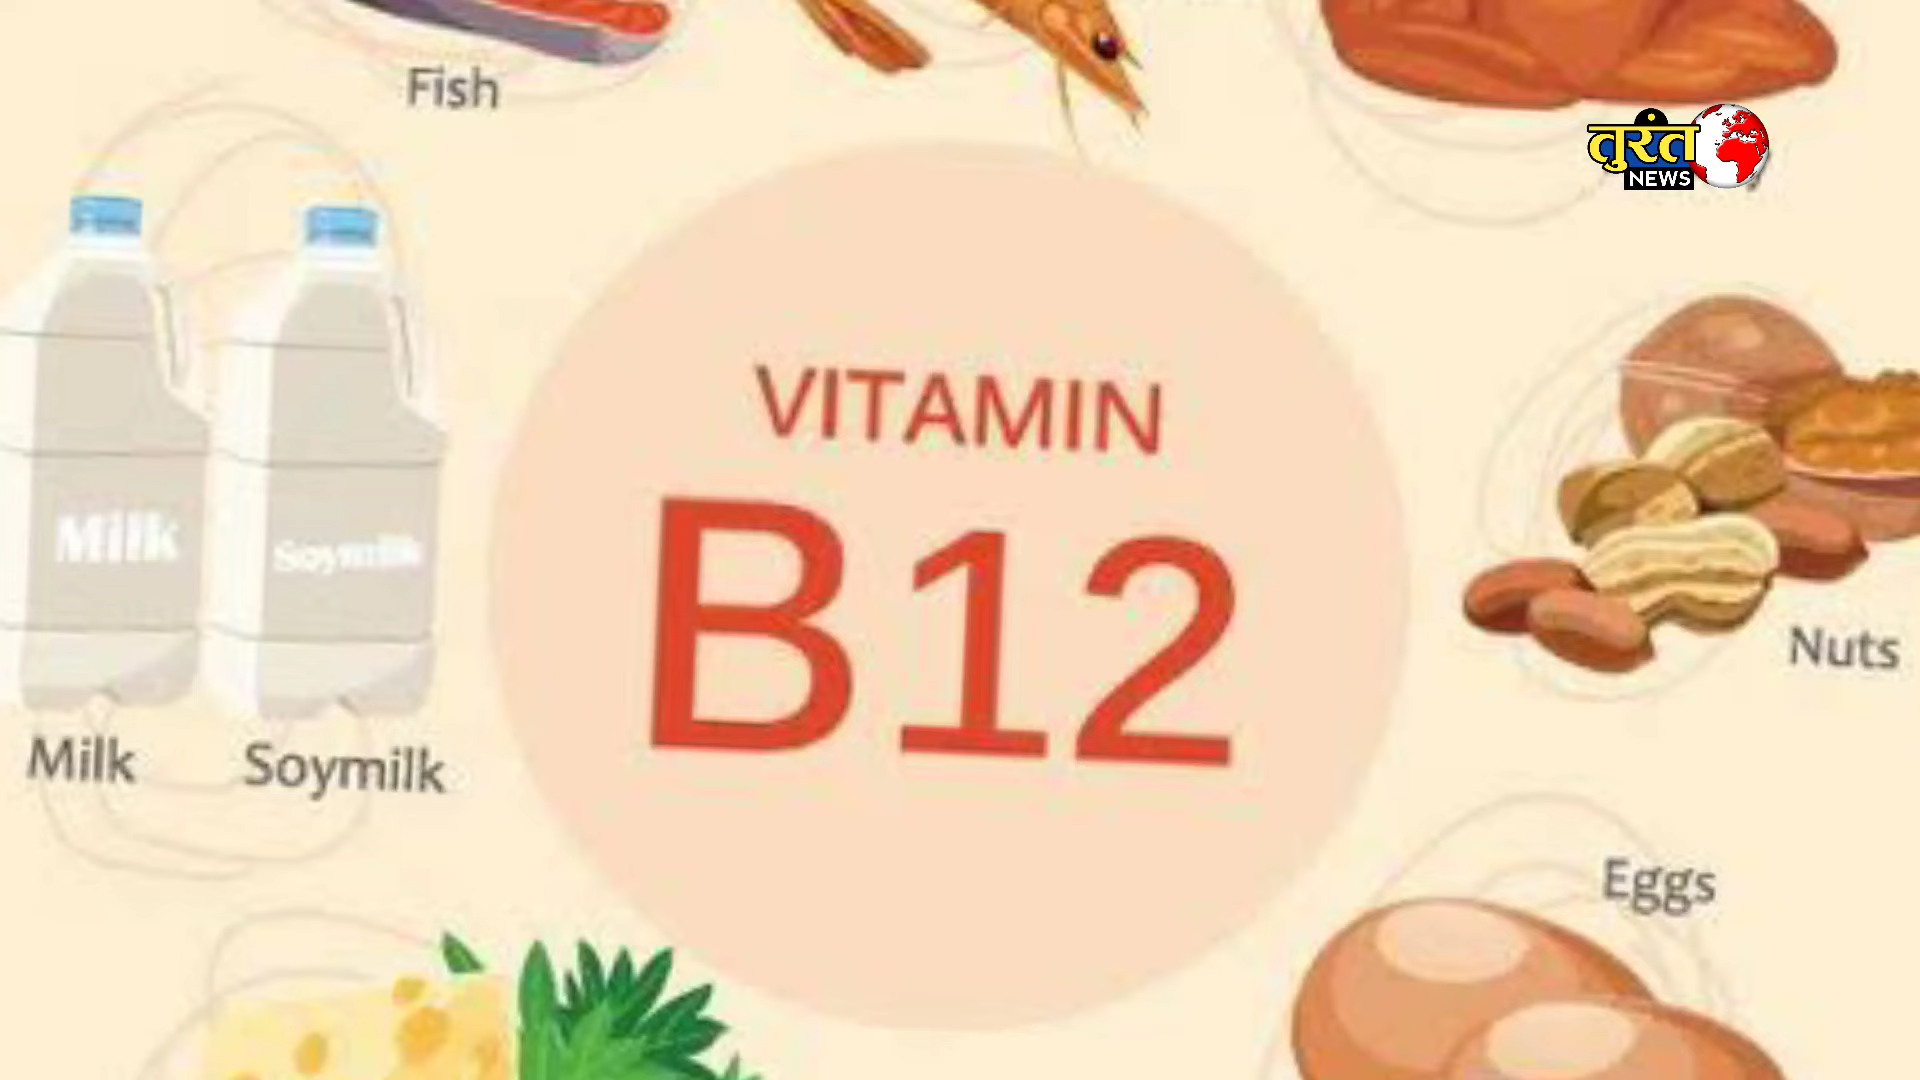 Fish
तुरंत
NEWS
VITAMIN
B12
Milk
Soymilk
Nuts
Milk
Soymilk
Eggs